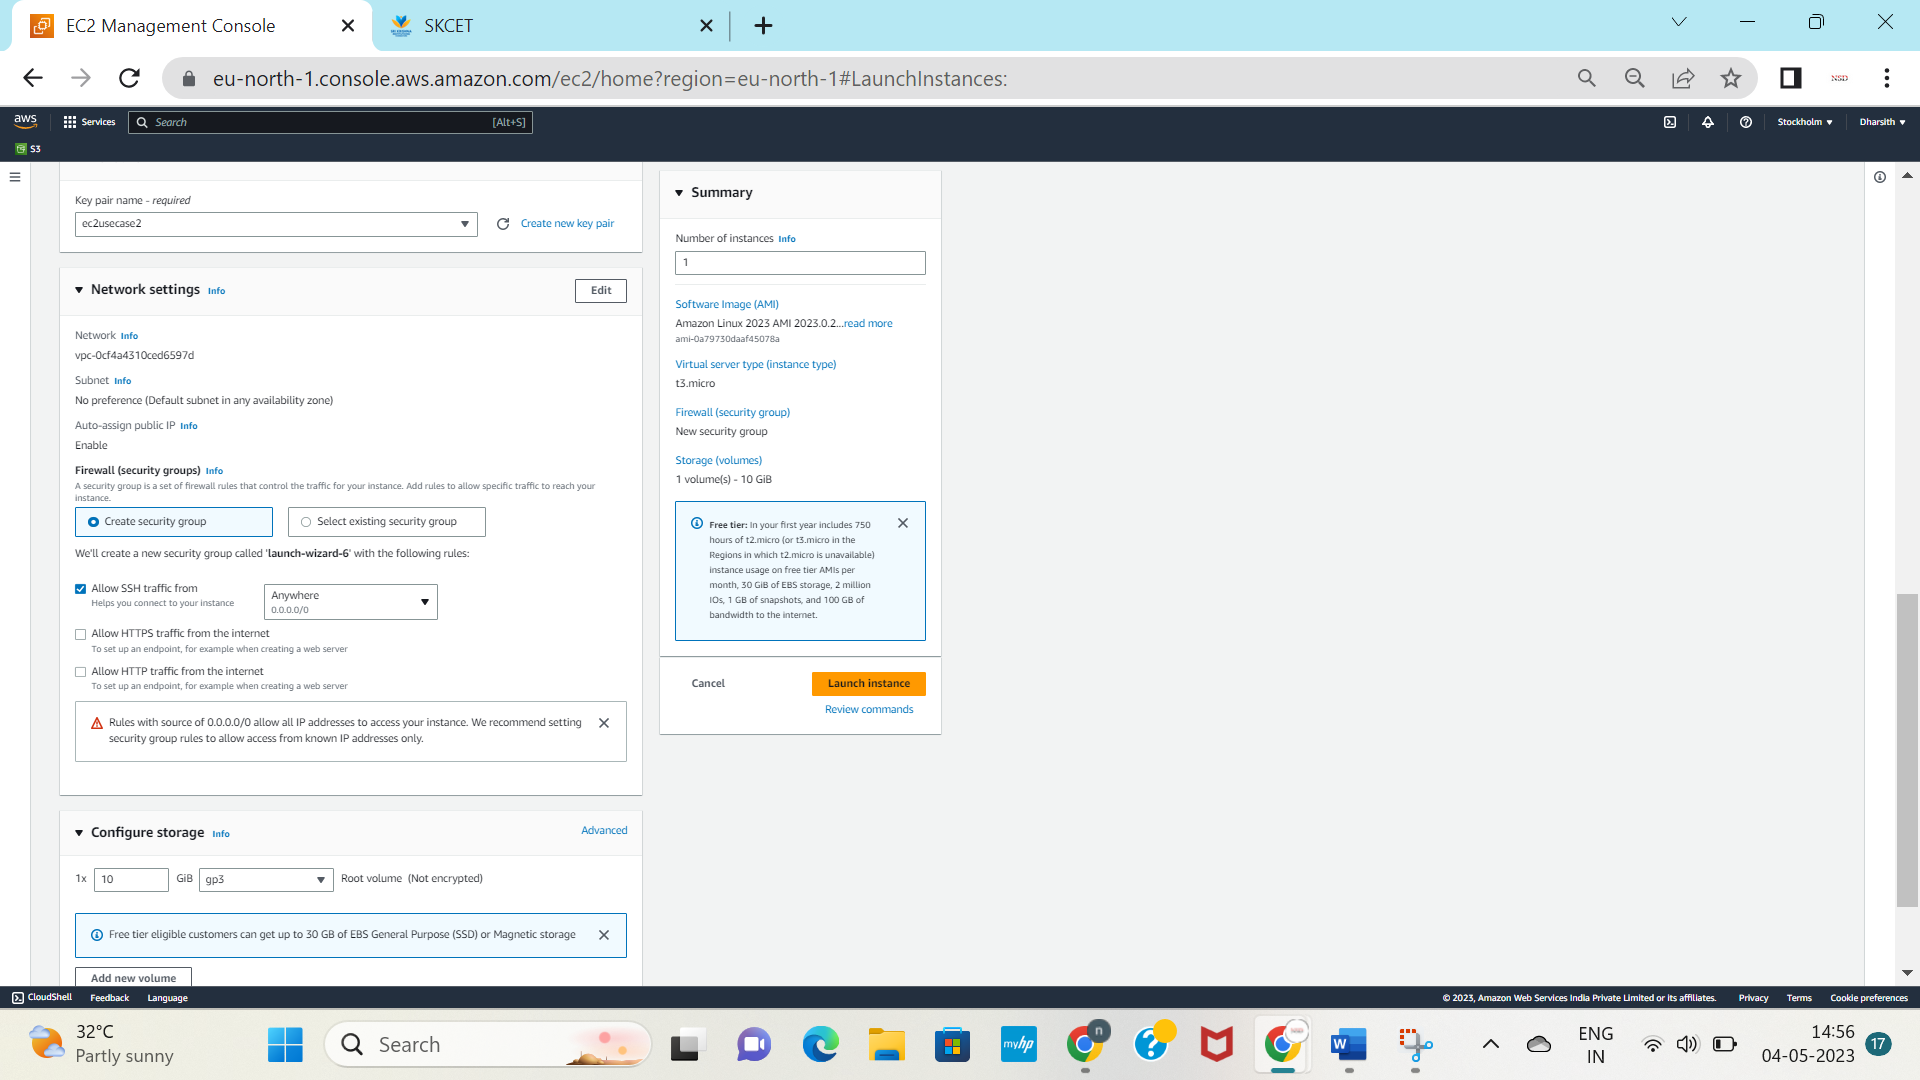 EC2 Management Console
SKCET
eu-north-1.console.aws.amazon.com/ec2/home?region=eu-north-1#LaunchInstances:
NSD
aws
Services
Search
[Alt+S]
Stockholm
Dharsith
S3
Key pair name - required
ec2usecase2
Create new key pair
Network settings Info
Edit
Network Info
vpc-0cf4a4310ced6597d
Subnet Info
No preference (Default subnet in any availability zone)
Auto-assign public IP Info
Enable
Firewall (security groups) Info
A security group is a set of firewall rules that control the traffic for your instance. Add rules to allow specific traffic to reach your
instance.
Create security group
Select existing security group
We'll create a new security group called 'launch-wizard-6' with the following rules:
Allow SSH traffic from
Helps you connect to your instance
Anywhere
0.0.0.0/0
Allow HTTPS traffic from the internet
To set up an endpoint, for example when creating a web server
Allow HTTP traffic from the internet
To set up an endpoint, for example when creating a web server
Rules with source of 0.0.0.0/0 allow all IP addresses to access your instance. We recommend setting
security group rules to allow access from known IP addresses only.
Configure storage Info
Advanced
1x 10 GiB gp3 Root volume (Not encrypted)
Free tier eligible customers can get up to 30 GB of EBS General Purpose (SSD) or Magnetic storage
Add new volume
Summary
Number of instances Info
1
Software Image (AMI)
Amazon Linux 2023 AMI 2023.0.2...read more
ami-0a79730daaf45078a
Virtual server type (instance type)
t3.micro
Firewall (security group)
New security group
Storage (volumes)
1 volume(s) - 10 GiB
Free tier: In your first year includes 750
hours of t2.micro (or t3.micro in the
Regions in which t2.micro is unavailable)
instance usage on free tier AMIs per
month, 30 GiB of EBS storage, 2 million
IOs, 1 GB of snapshots, and 100 GB of
bandwidth to the internet.
Cancel
Launch instance
Review commands
CloudShell
Feedback
Language
© 2023, Amazon Web Services India Private Limited or its affiliates.
Privacy
Terms
Cookie preferences
32°C
Partly sunny
Search
myhp
n
W
ENG
IN
14:56
04-05-2023
17